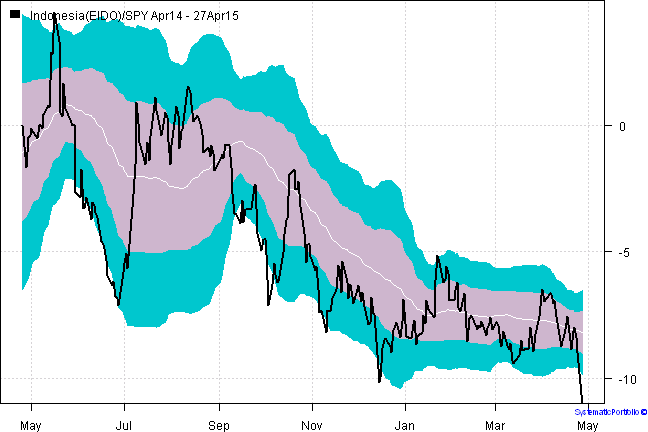 Indonesia(EIDO)/SPY Apr14 - 27Apr15
0
-5
-10
May Jul Sep Nov Jan Mar May
SystematicPortfolio ©